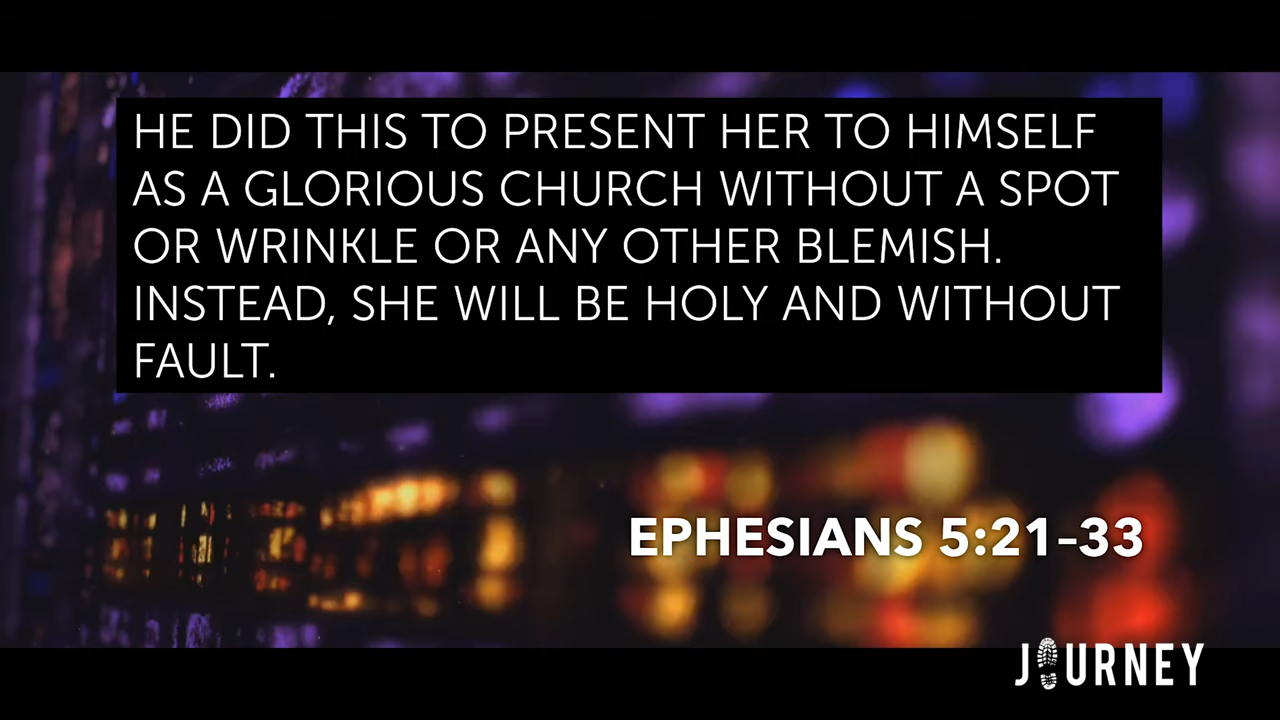 HE DID THIS TO PRESENT HER TO HIMSELF
AS A GLORIOUS CHURCH WITHOUT A SPOT
OR WRINKLE OR ANY OTHER BLEMISH.
INSTEAD, SHE WILL BE HOLY AND WITHOUT
FAULT.
EPHESIANS 5:21-33
JOURNEY